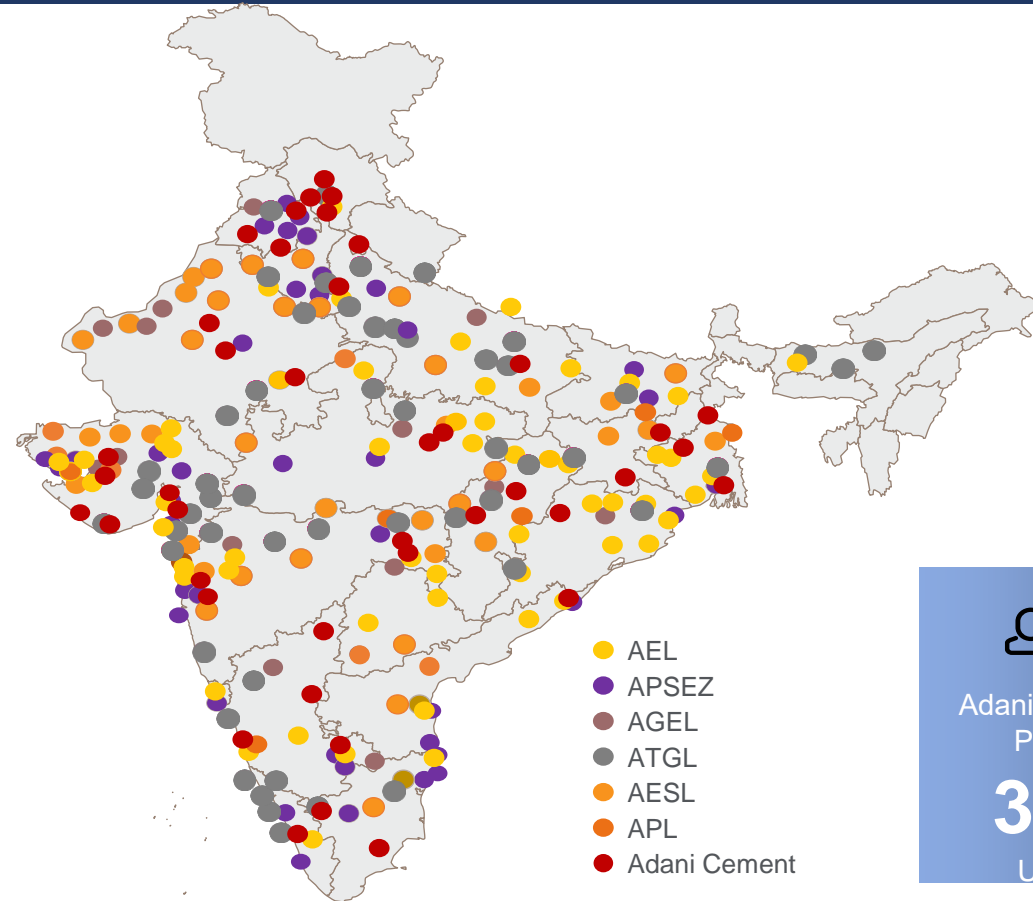 AEL
APSEZ
AGEL
ATGL
AESL
APL
Adani Cement
Adani
P
3
U